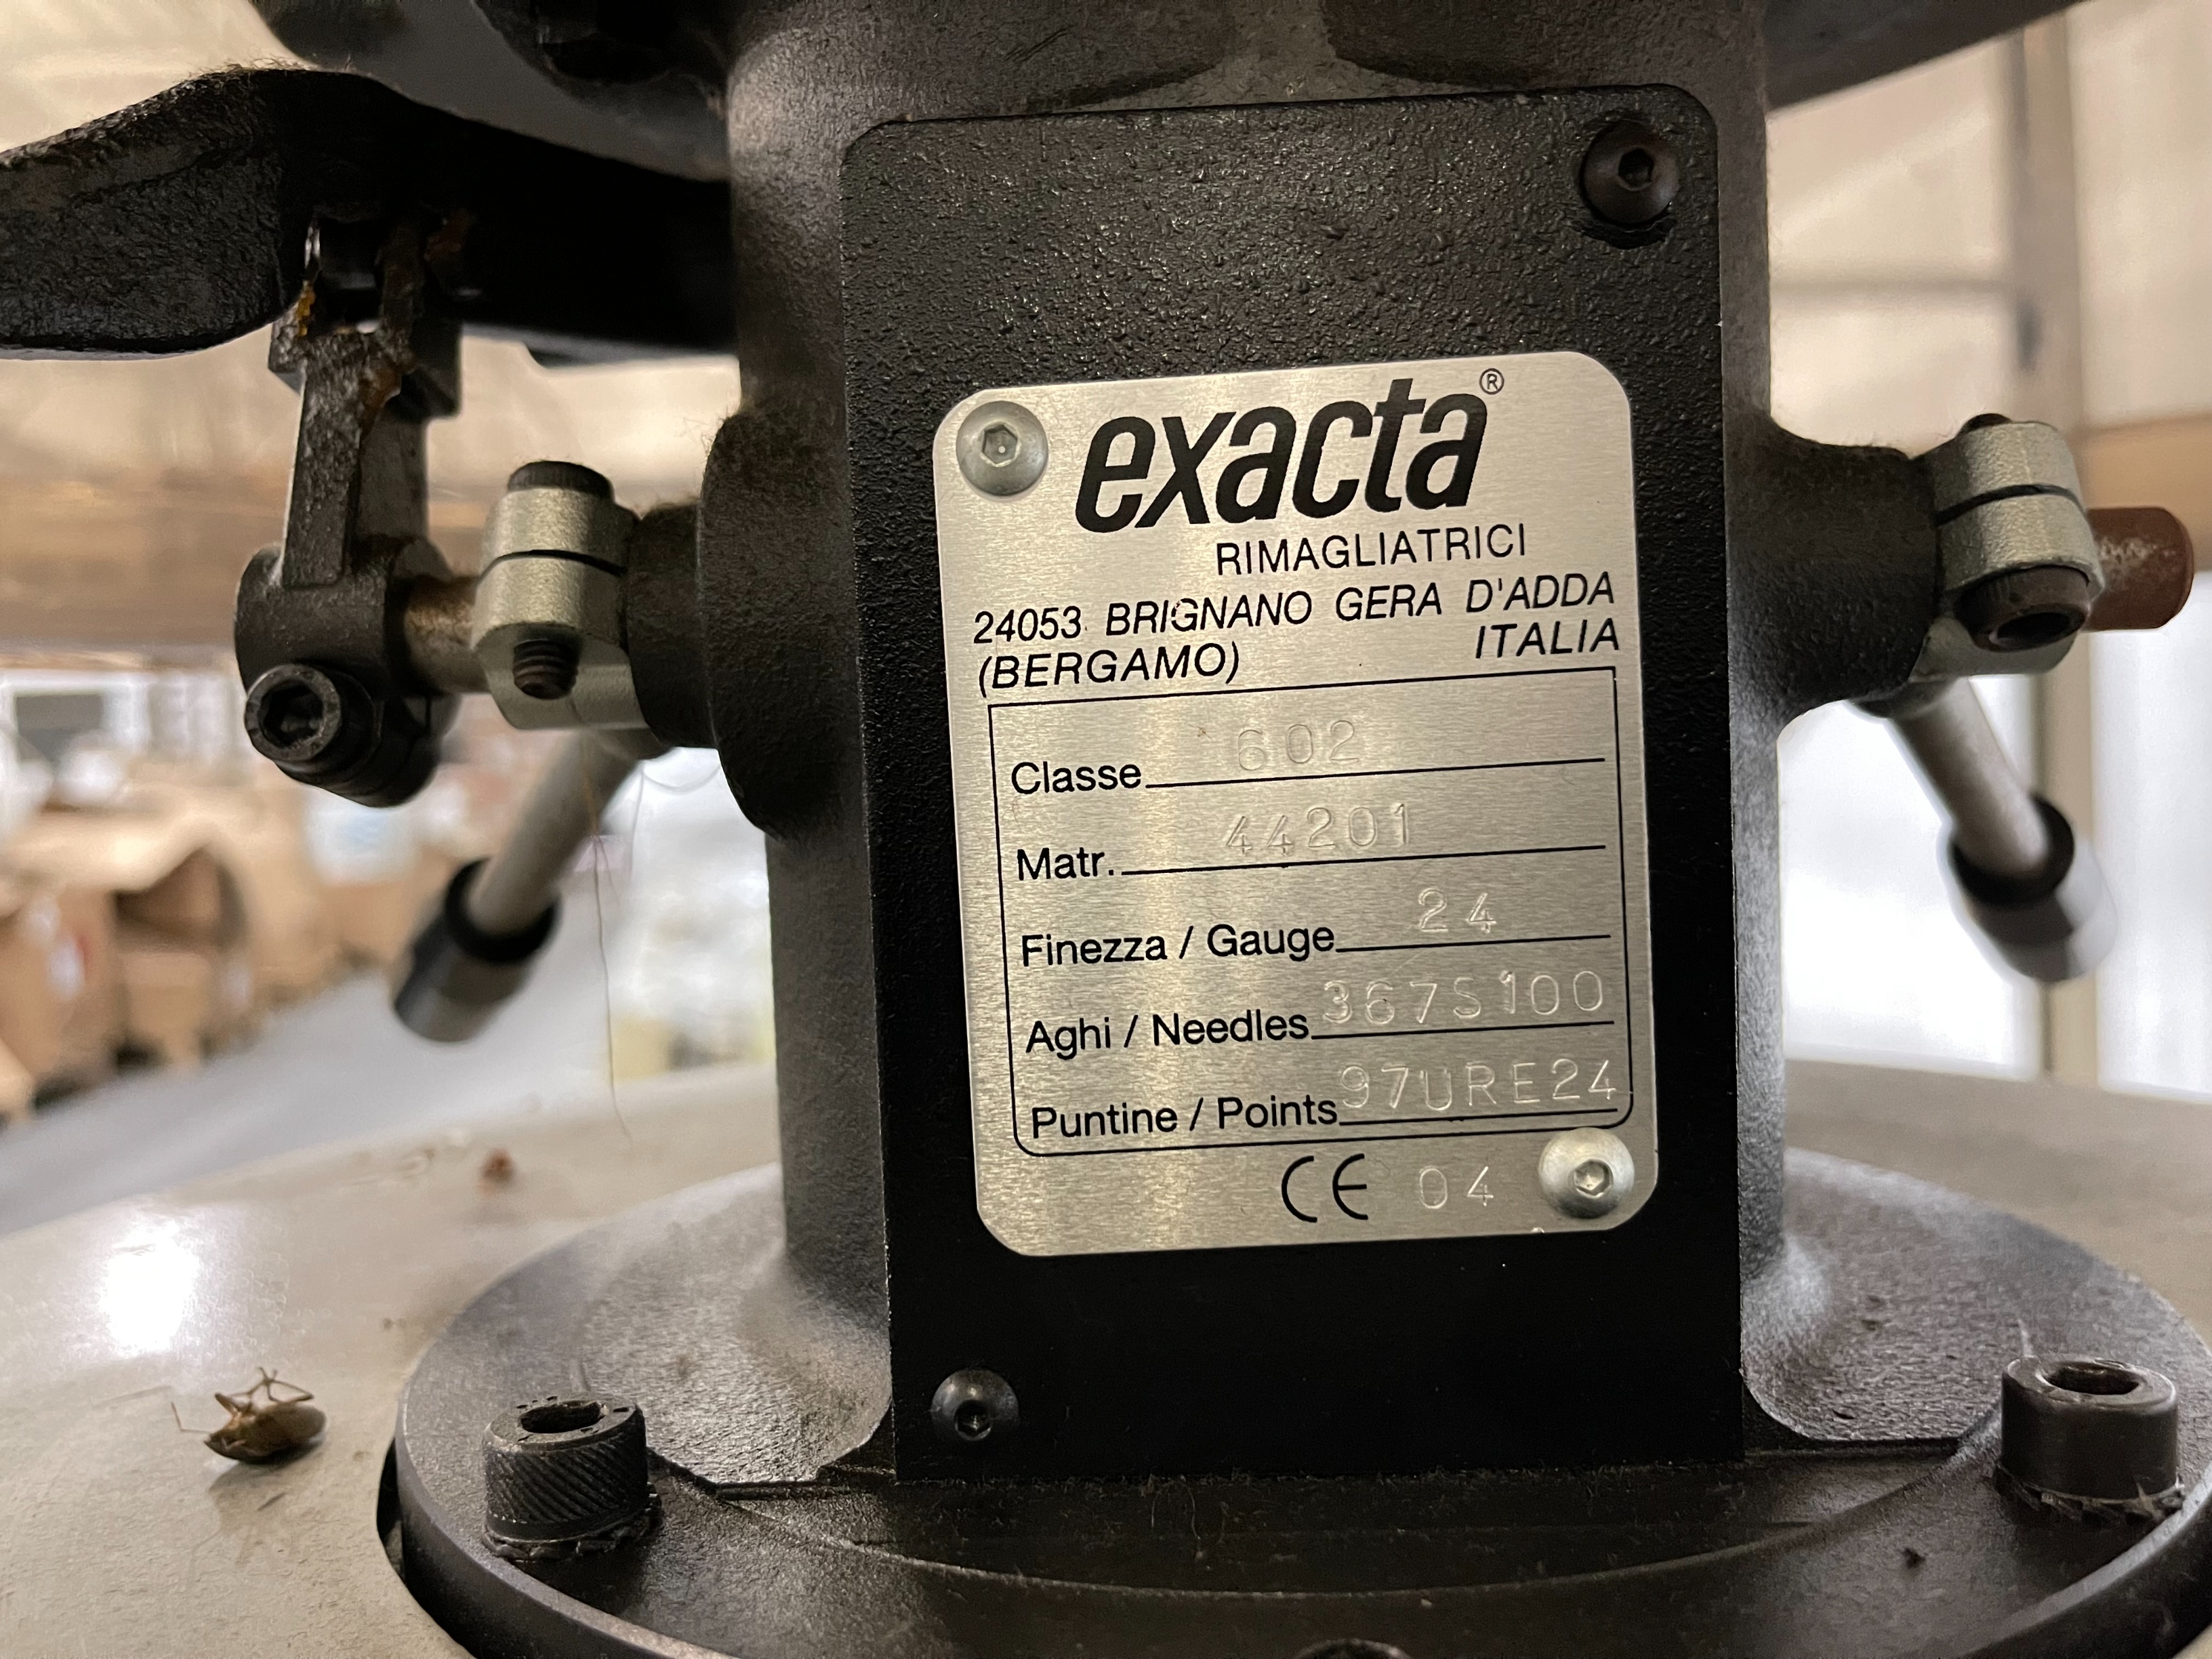 exacta®
RIMAGLIATRICI
24053 BRIGNANO GERA D'ADDA
(BERGAMO) ITALIA
Classe 602
Matr. 44201
Finezza / Gauge 24
Aghi / Needles 367S100
Puntine / Points 97URE24
CE 04